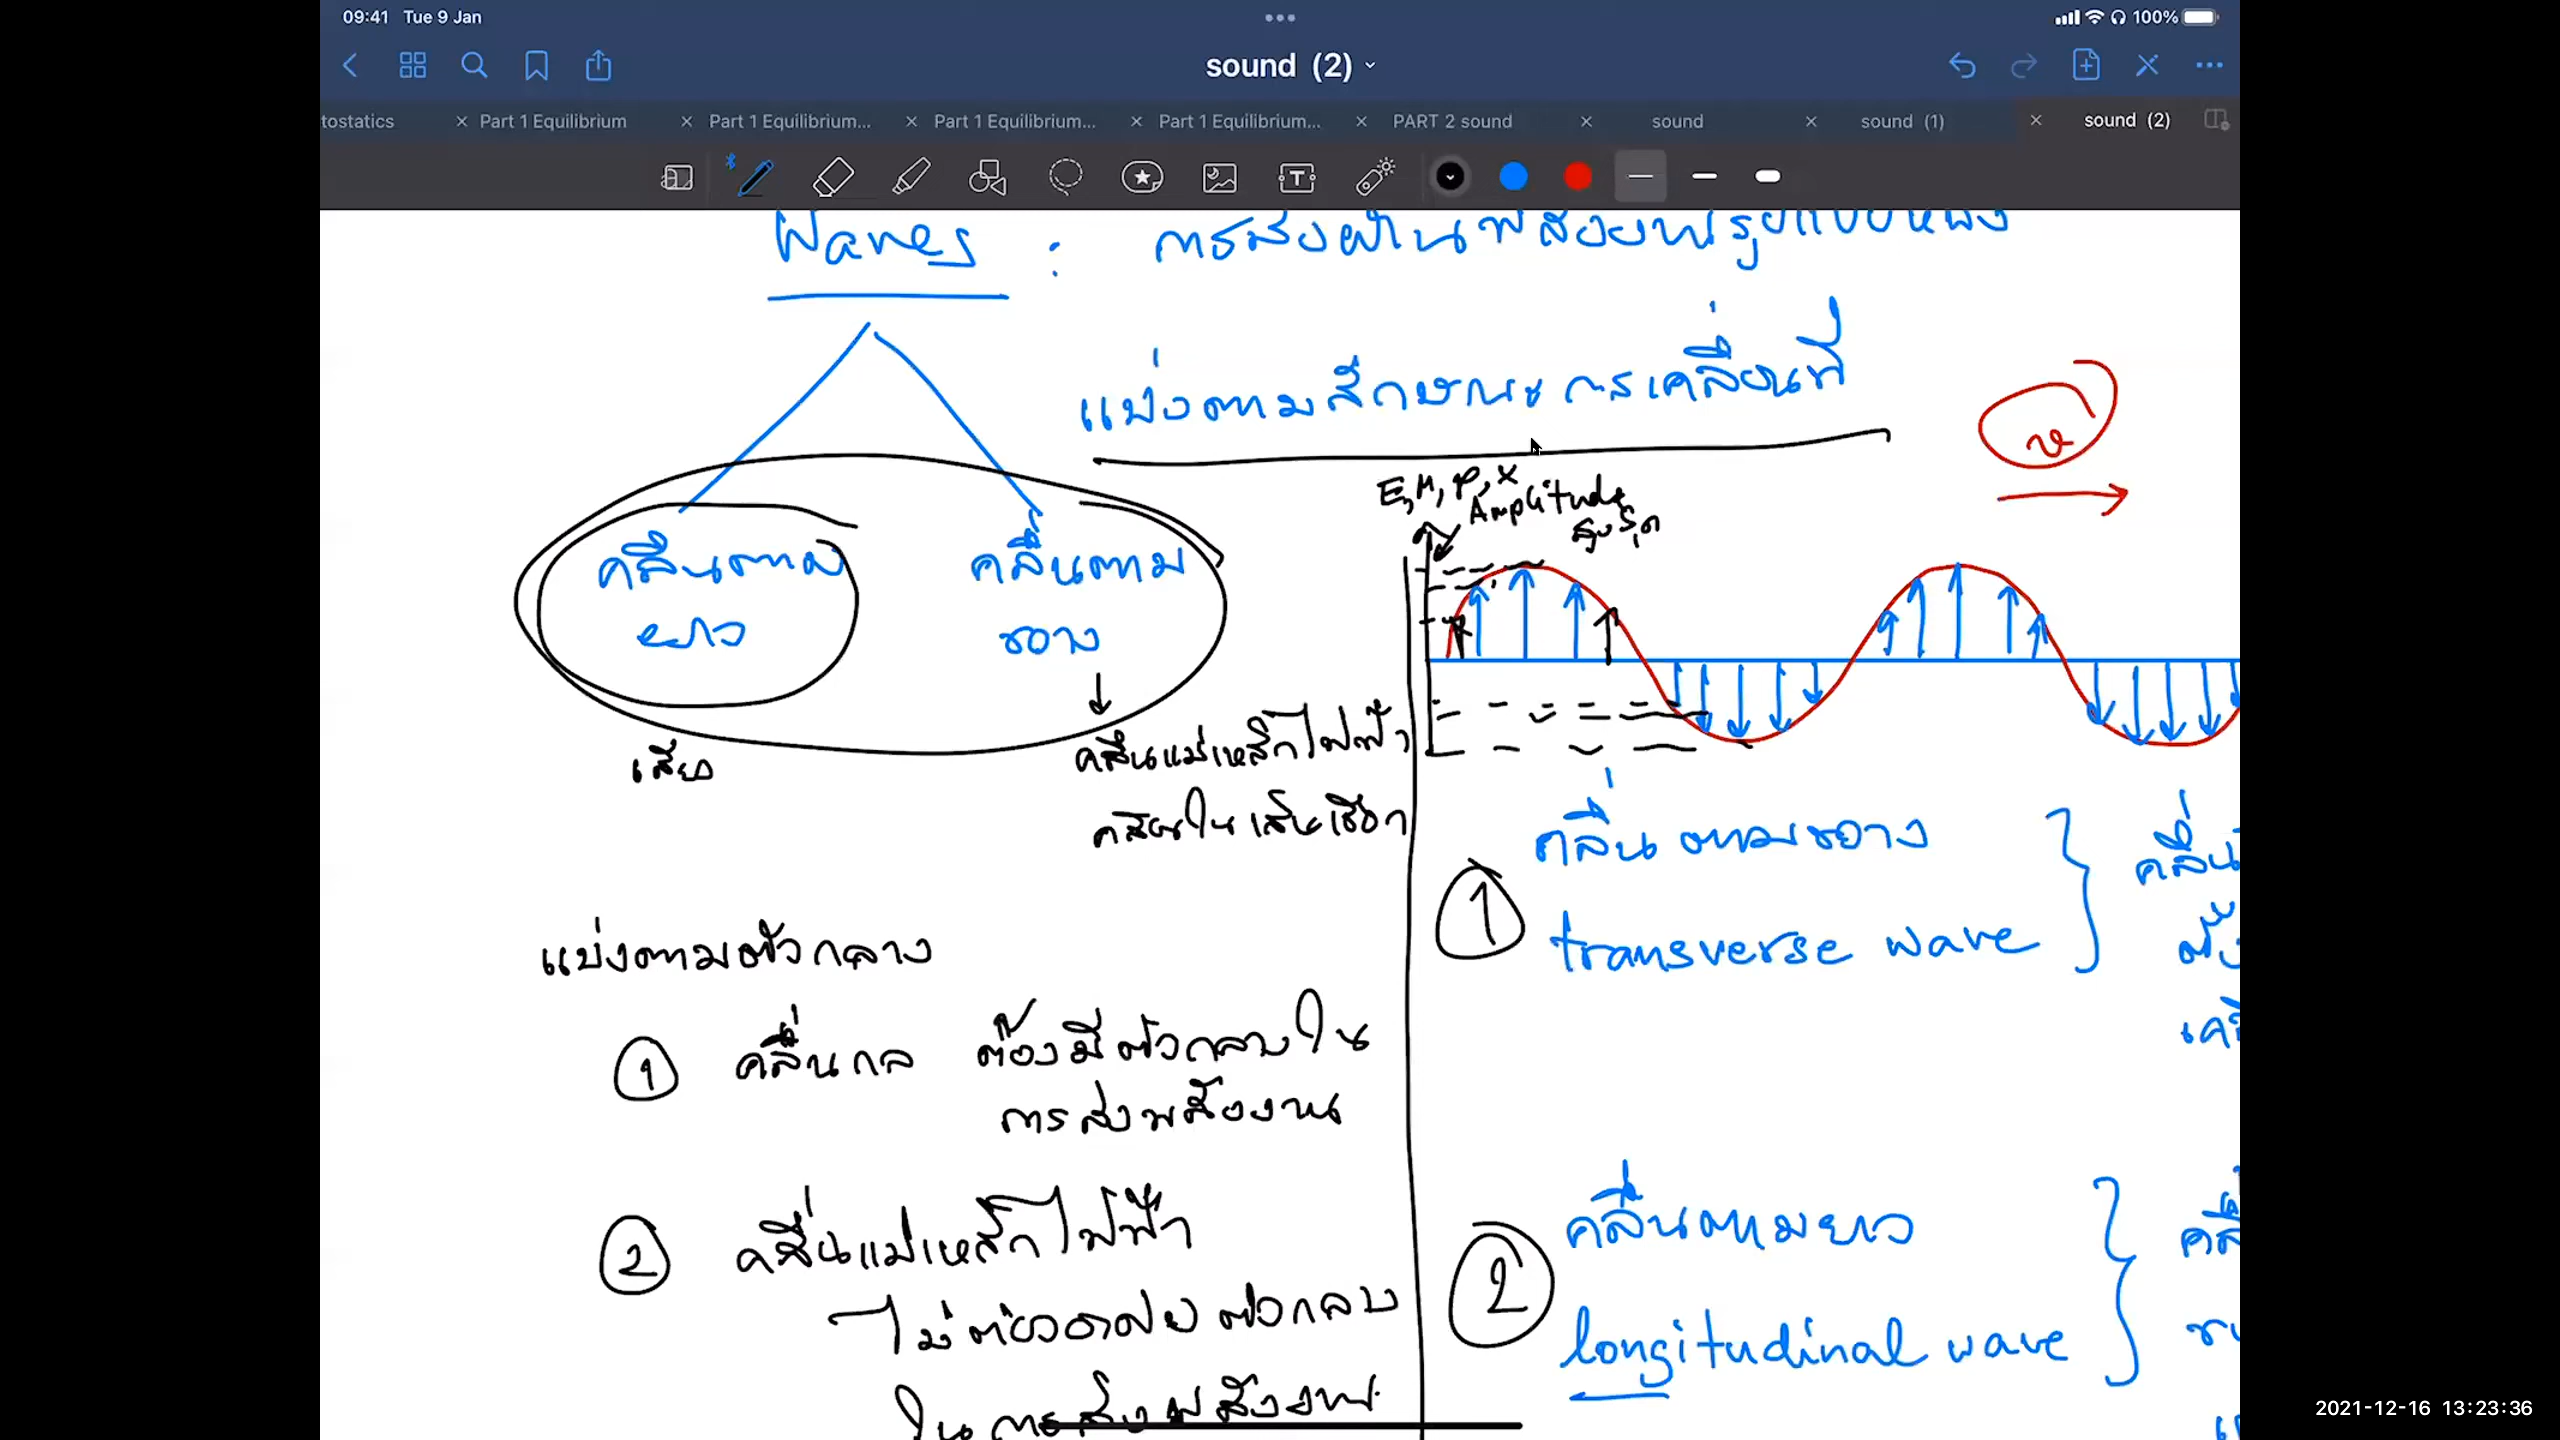 09:41 Tue 9 Jan
100%
sound (2)
tostatics
Part 1 Equilibrium
Part 1 Equilibrium...
Part 1 Equilibrium...
Part 1 Equilibrium...
PART 2 sound
sound
sound (1)
sound (2)
Waves : การส่งผ่านพลังงานรูปแบบหนึ่ง
แบ่งตามลักษณะการเคลื่อนที่
v
E, M, P, x
Amplitude
คลื่นตาม
ยาว
คลื่นตาม
ขวาง
เสียง
คลื่นแม่เหล็กไฟฟ้า
คลื่นในเส้นเชือก
แบ่งตามตัวกลาง
① คลื่นกล ต้องมีตัวกลางใน
การส่งพลังงาน
② คลื่นแม่เหล็กไฟฟ้า
ไม่ต้องอาศัยตัวกลาง
ในการส่งพลังงาน
① คลื่นตามขวาง
transverse wave
② คลื่นตามยาว
longitudinal wave
2021-12-16 13:23:36